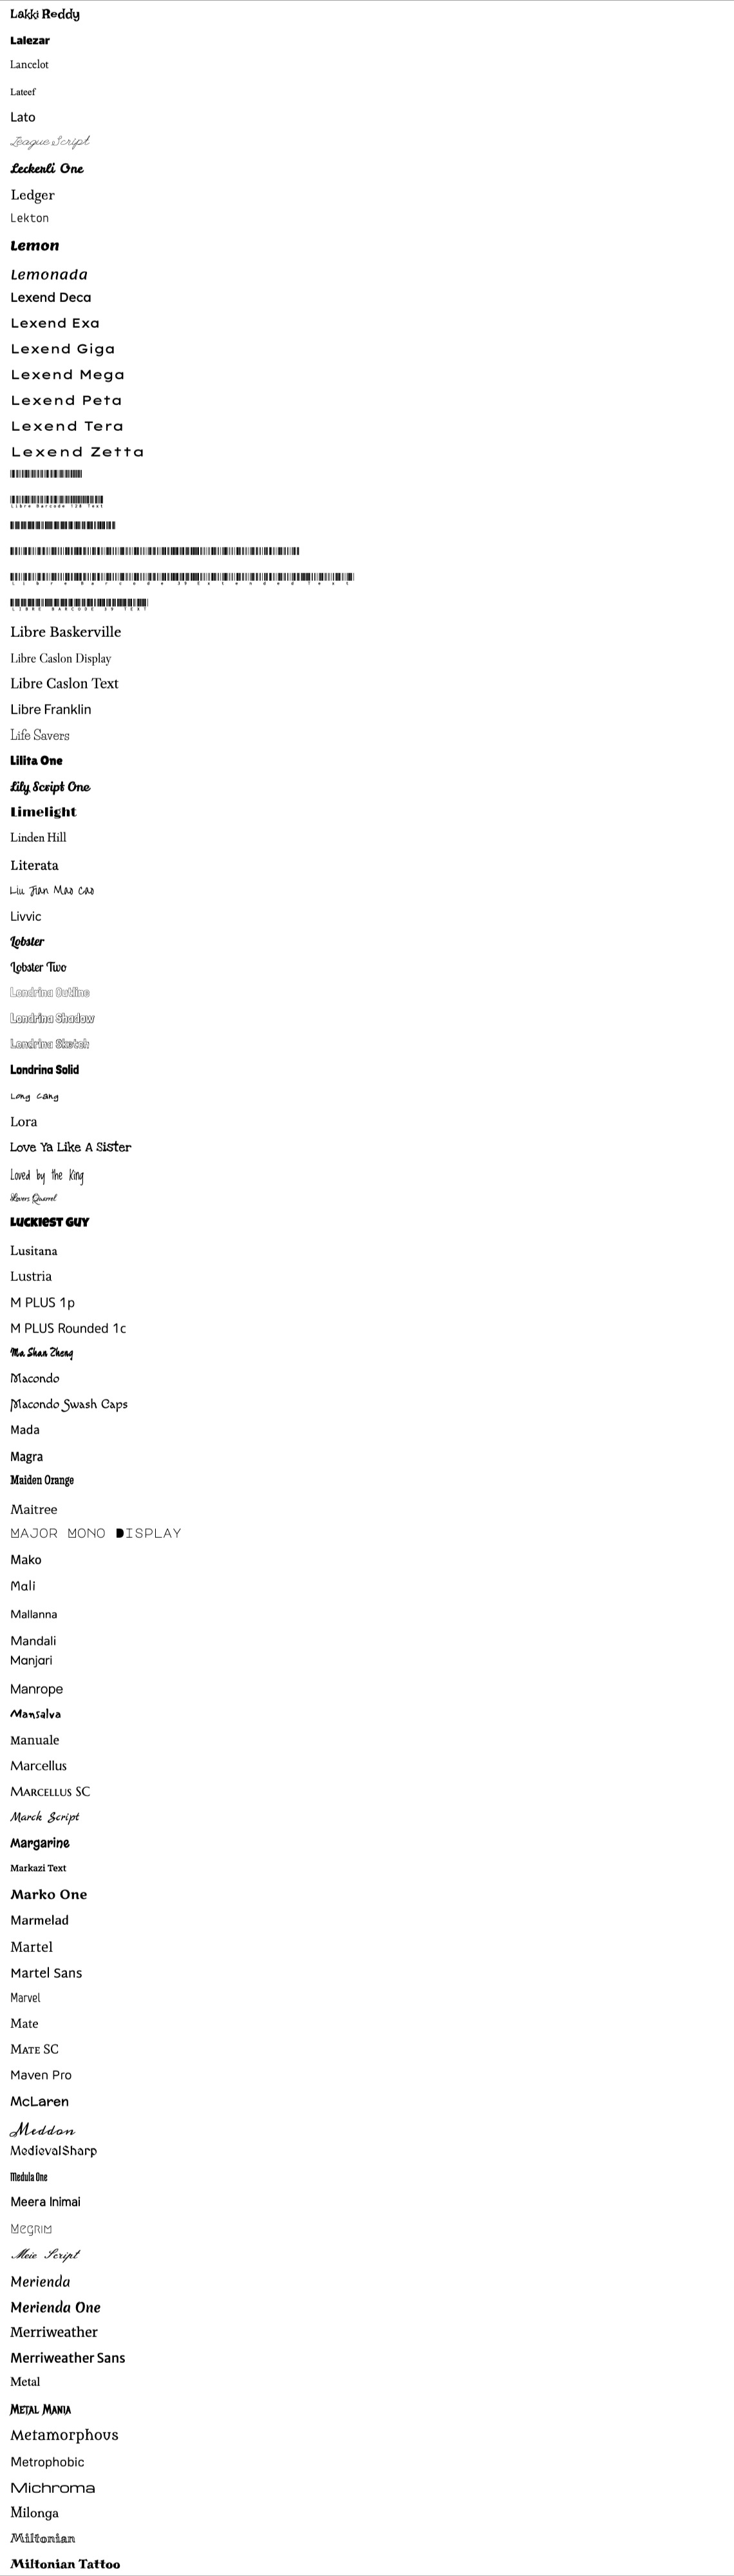 Lakki Reddy
Lalezar
Lancelot
Lateef
Lato
League Script
Leckerli One
Ledger
Lekton
Lemon
Lemonada
Lexend Deca
Lexend Exa
Lexend Giga
Lexend Mega
Lexend Peta
Lexend Tera
Lexend Zetta
Libre Barcode 128 Text
Libre Barcode 39 Extended Text
LIBRE BARCODE 39 TEXT
Libre Baskerville
Libre Caslon Display
Libre Caslon Text
Libre Franklin
Life Savers
Lilita One
Lily Script One
Limelight
Linden Hill
Literata
Liu Jian Mao Cao
Livvic
Lobster
Lobster Two
Londrina Outline
Londrina Shadow
Londrina Sketch
Londrina Solid
Long Cang
Lora
Love Ya Like A Sister
Loved by the King
Lovers Quarrel
LUCKIEST GUY
Lusitana
Lustria
M PLUS 1p
M PLUS Rounded 1c
Ma Shan Zheng
Macondo
Macondo Swash Caps
Mada
Magra
Maiden Orange
Maitree
MAJOR MONO DISPLAY
Mako
Mali
Mallanna
Mandali
Manjari
Manrope
Mansalva
Manuale
Marcellus
MARCELLUS SC
Marck Script
Margarine
Markazi Text
Marko One
Marmelad
Martel
Martel Sans
Marvel
Mate
MATE SC
Maven Pro
McLaren
Meddon
MedievalSharp
Medula One
Meera Inimai
MeGRIM
Meie Script
Merienda
Merienda One
Merriweather
Merriweather Sans
Metal
METAL MANIA
Metamorphous
Metrophobic
Michroma
Milonga
Miltonian
Miltonian Tattoo